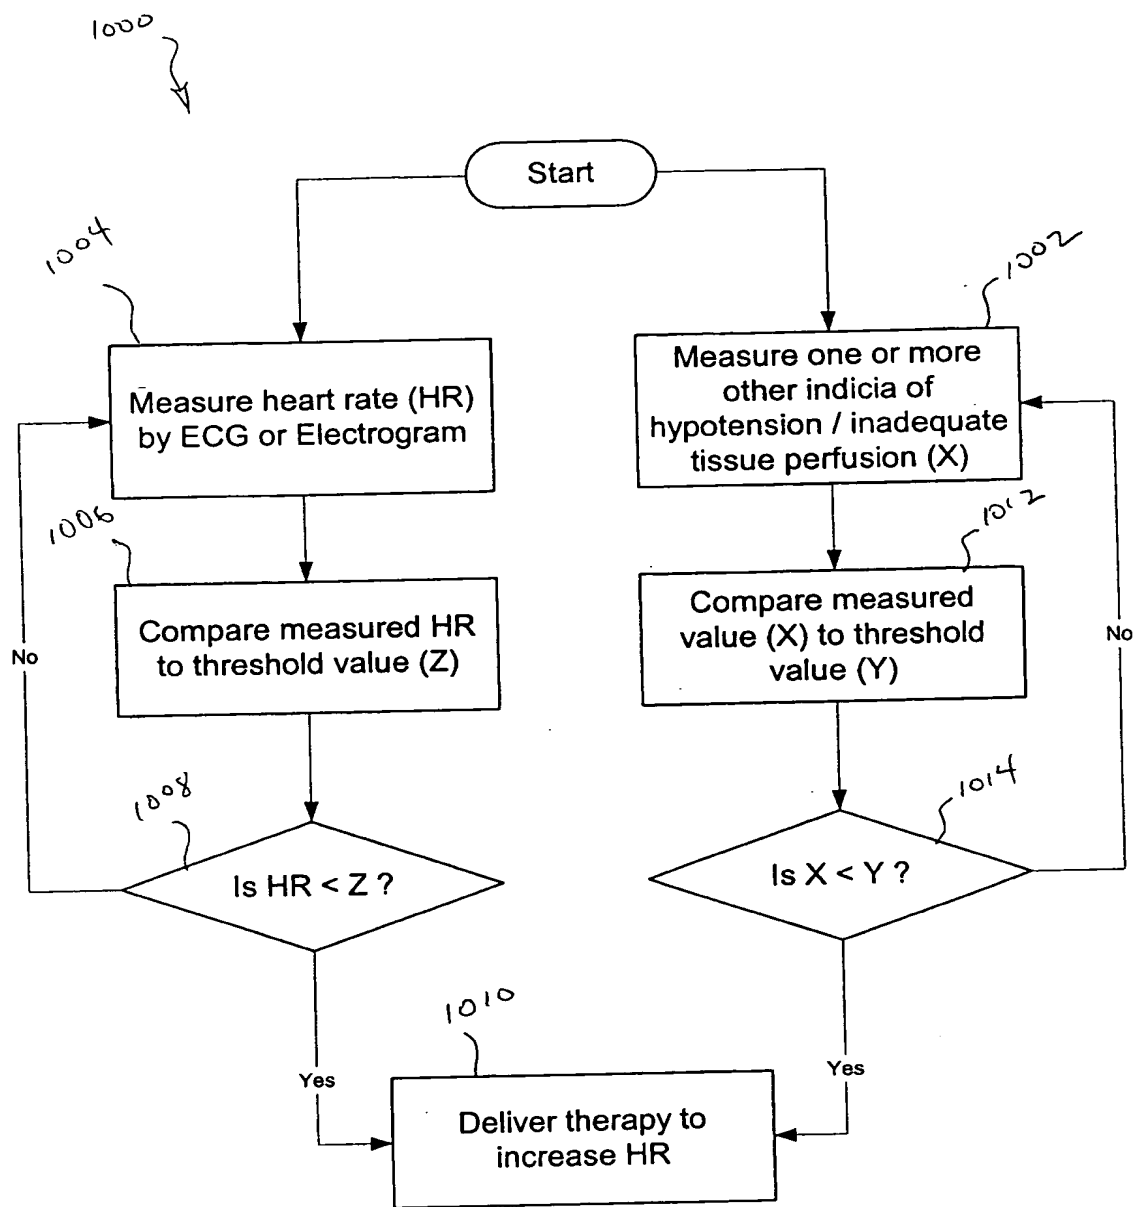 1000
Start
1004
1002
Measure heart rate (HR)
by ECG or Electrogram
Measure one or more
other indicia of
hypotension / inadequate
tissue perfusion (X)
1006
1012
Compare measured HR
to threshold value (Z)
Compare measured
value (X) to threshold
value (Y)
No
No
1008
1014
Is HR < Z ?
Is X < Y ?
1010
Yes
Yes
Deliver therapy to
increase HR